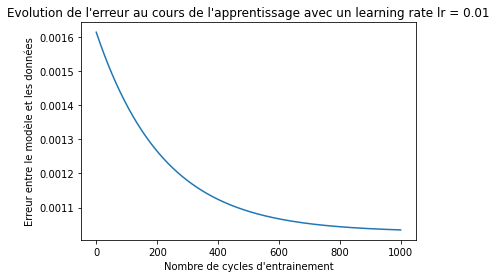 Evolution de l'erreur au cours de l'apprentissage avec un learning rate lr = 0.01
0.0016
0.0015
0.0014
0.0013
0.0012
0.0011
Erreur entre le modèle et les données
0 200 400 600 800 1000
Nombre de cycles d'entrainement